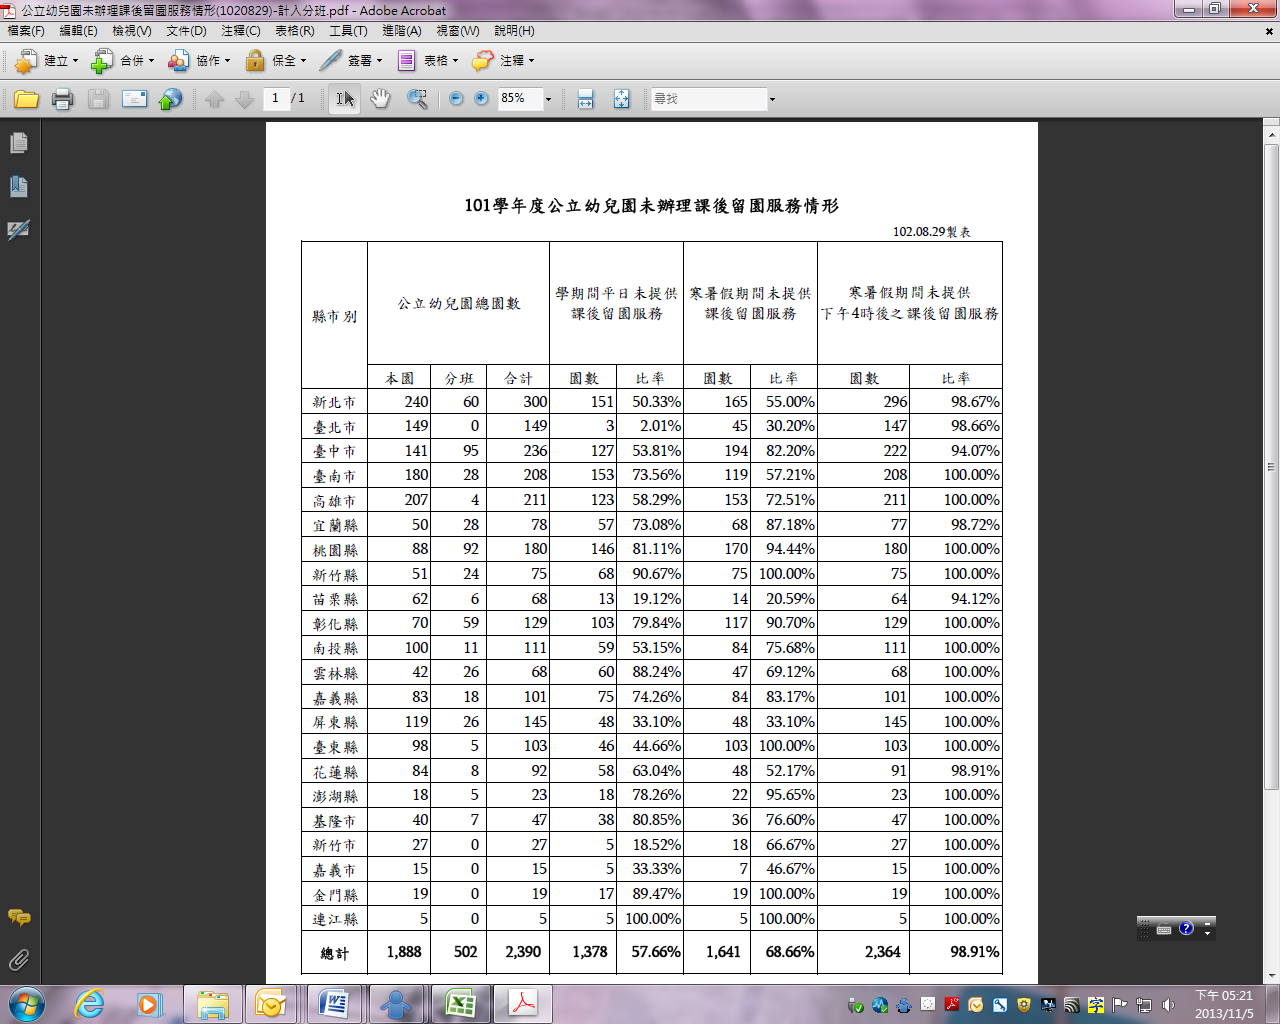 公立幼兒園未辦理課後留園服務情形(1020829)-計入分班.pdf - Adobe Acrobat
檔案(F) 編輯(E) 檢視(V) 文件(D) 注釋(C) 表格(R) 工具(T) 進階(A) 視窗(W) 說明(H)
建立 合併 協作 保全 簽署 表格 注釋
1 / 1 85% 尋找
101學年度公立幼兒園未辦理課後留園服務情形
102.08.29製表
縣市別 公立幼兒園總園數 學期間平日未提供 寒暑假期間未提供 寒暑假期間未提供
課後留園服務 課後留園服務 下午4時後之課後留園服務
本園 分班 合計 園數 比率 園數 比率 園數 比率
新北市 240 60 300 151 50.33% 165 55.00% 296 98.67%
臺北市 149 0 149 3 2.01% 45 30.20% 147 98.66%
臺中市 141 95 236 127 53.81% 194 82.20% 222 94.07%
臺南市 180 28 208 153 73.56% 119 57.21% 208 100.00%
高雄市 207 4 211 123 58.29% 153 72.51% 211 100.00%
宜蘭縣 50 28 78 57 73.08% 68 87.18% 77 98.72%
桃園縣 88 92 180 146 81.11% 170 94.44% 180 100.00%
新竹縣 51 24 75 68 90.67% 75 100.00% 75 100.00%
苗栗縣 62 6 68 13 19.12% 14 20.59% 64 94.12%
彰化縣 70 59 129 103 79.84% 117 90.70% 129 100.00%
南投縣 100 11 111 59 53.15% 84 75.68% 111 100.00%
雲林縣 42 26 68 60 88.24% 47 69.12% 68 100.00%
嘉義縣 83 18 101 75 74.26% 84 83.17% 101 100.00%
屏東縣 119 26 145 48 33.10% 48 33.10% 145 100.00%
臺東縣 98 5 103 46 44.66% 103 100.00% 103 100.00%
花蓮縣 84 8 92 58 63.04% 48 52.17% 91 98.91%
澎湖縣 18 5 23 18 78.26% 22 95.65% 23 100.00%
基隆市 40 7 47 38 80.85% 36 76.60% 47 100.00%
新竹市 27 0 27 5 18.52% 18 66.67% 27 100.00%
嘉義市 15 0 15 5 33.33% 7 46.67% 15 100.00%
金門縣 19 0 19 17 89.47% 19 100.00% 19 100.00%
連江縣 5 0 5 5 100.00% 5 100.00% 5 100.00%
總計 1,888 502 2,390 1,378 57.66% 1,641 68.66% 2,364 98.91%
下午 05:21
2013/11/5